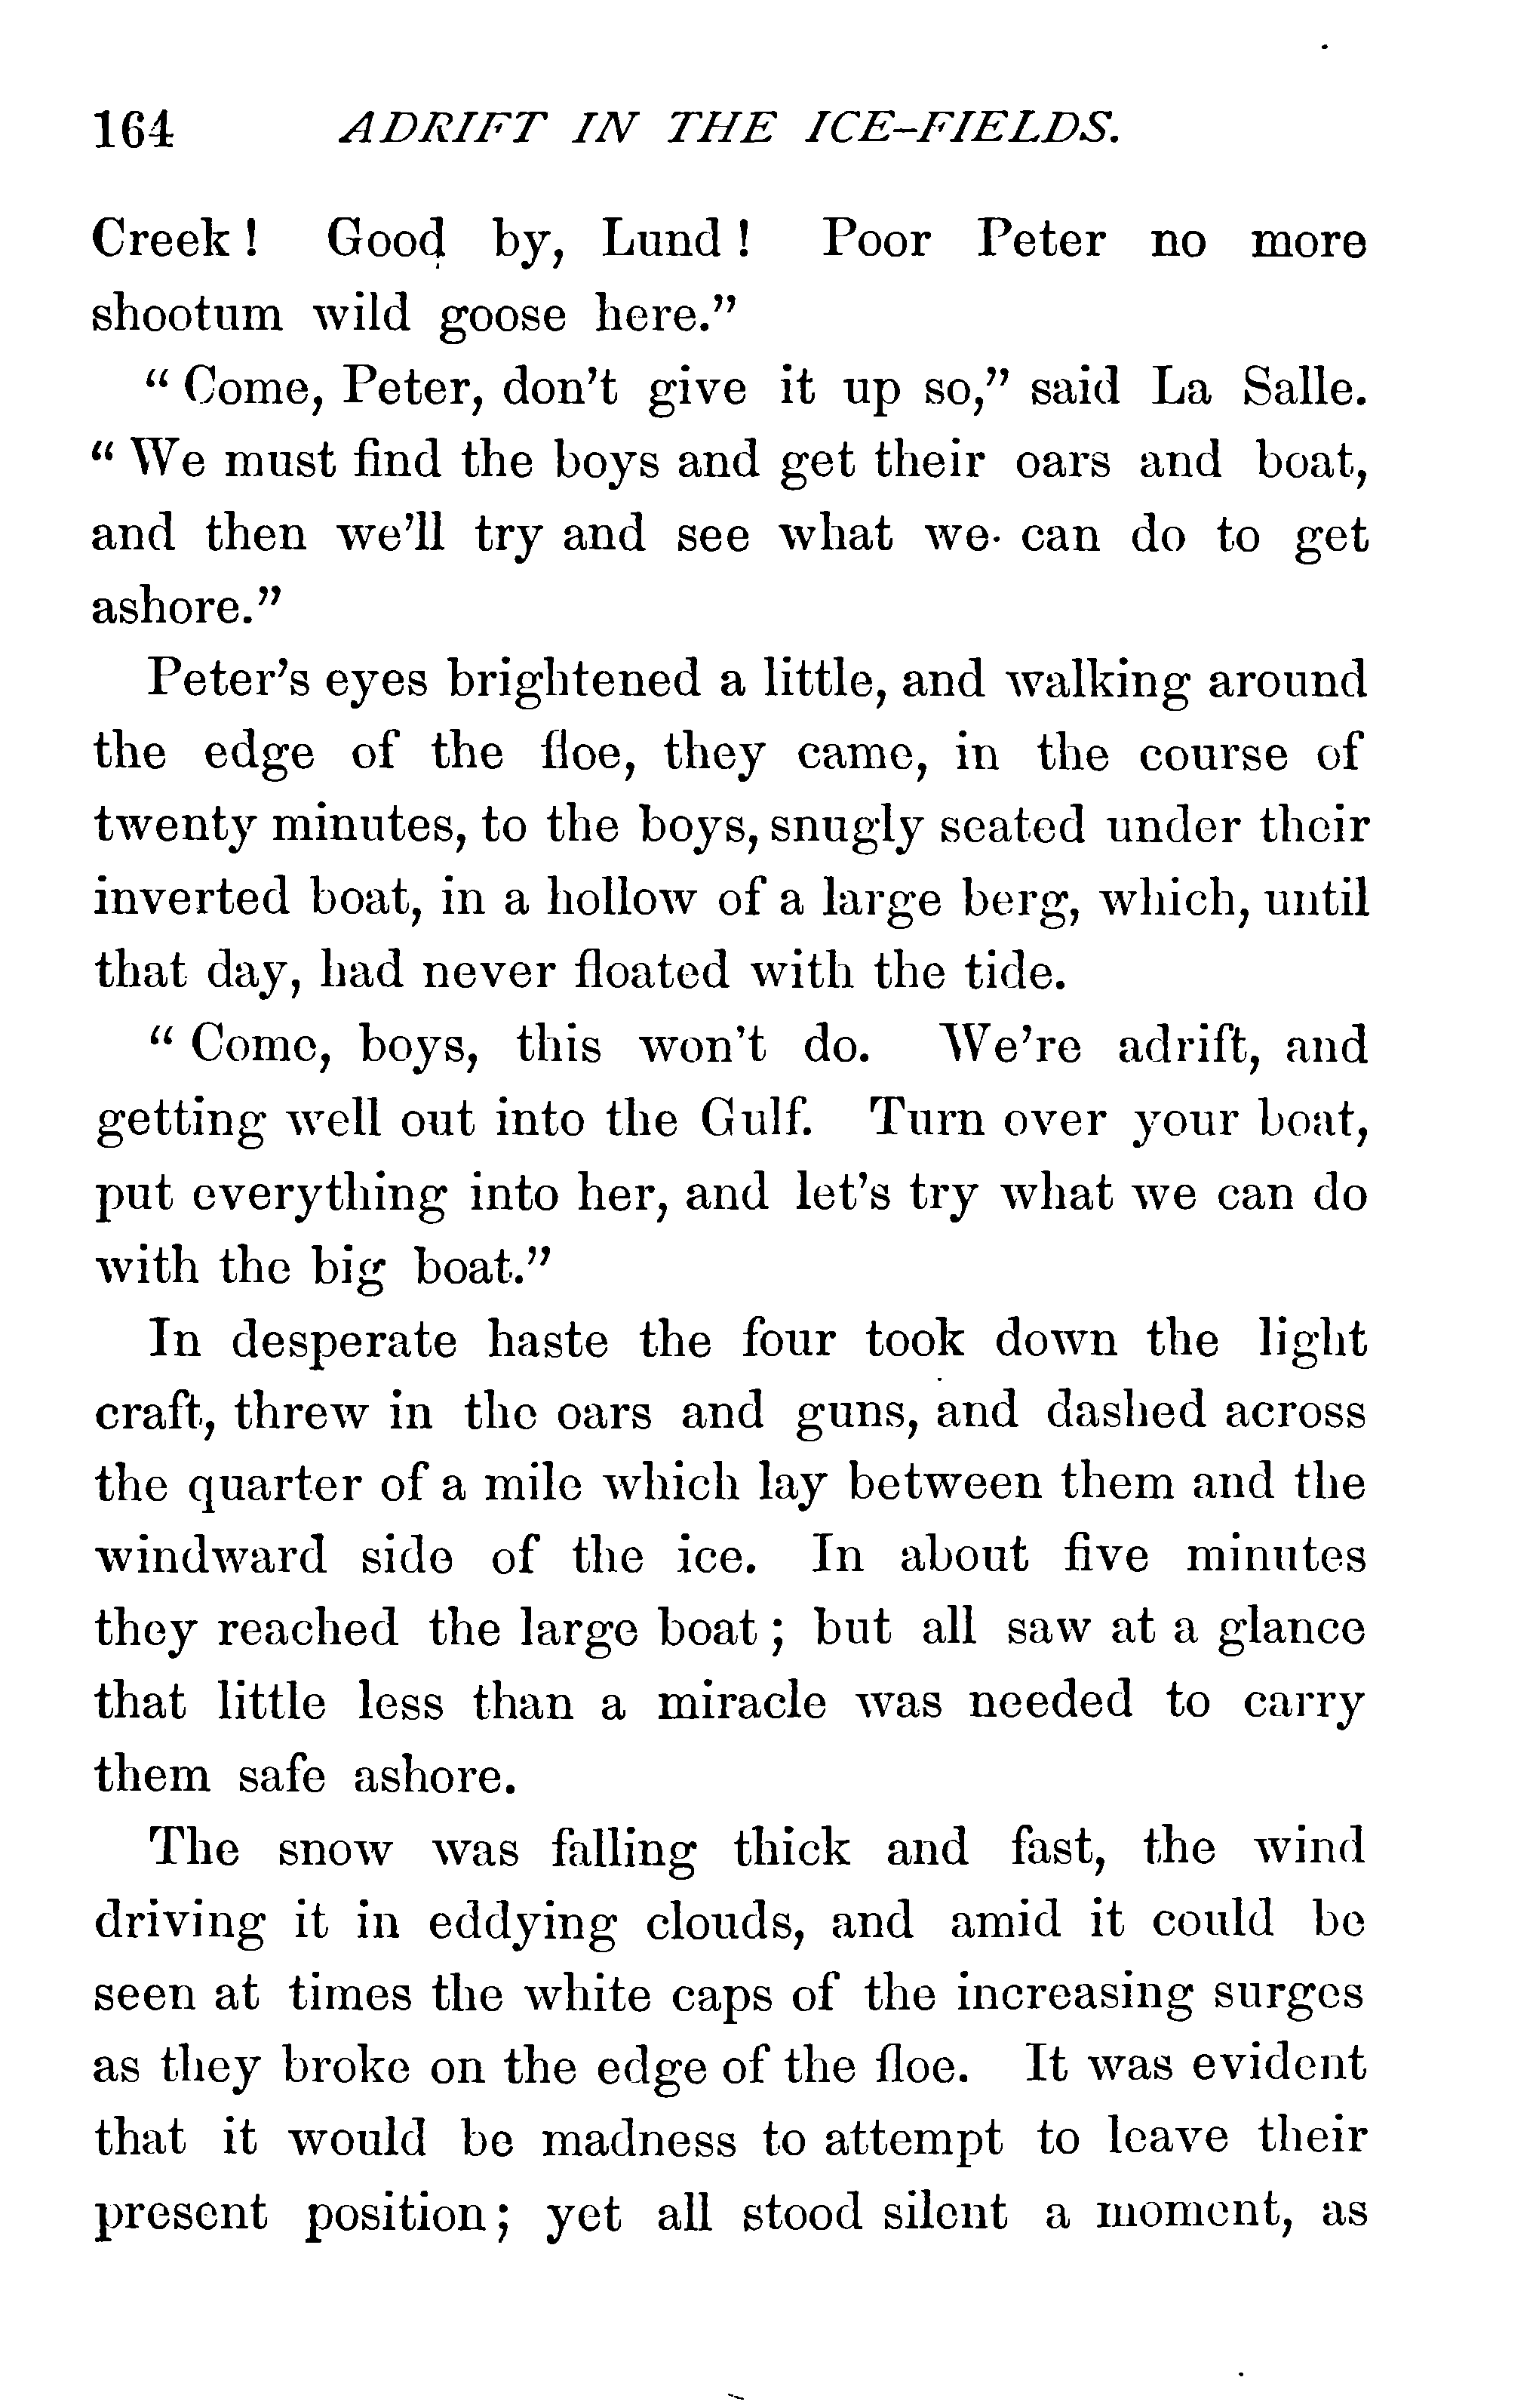 164 ADRIFT IN THE ICE-FIELDS.
Creek! Good by, Lund! Poor Peter no more
shootum wild goose here."
"Come, Peter, don't give it up so," said La Salle.
"We must find the boys and get their oars and boat,
and then we'll try and see what we can do to get
ashore."
Peter's eyes brightened a little, and walking around
the edge of the floe, they came, in the course of
twenty minutes, to the boys, snugly seated under their
inverted boat, in a hollow of a large berg, which, until
that day, had never floated with the tide.
"Come, boys, this won't do. We're adrift, and
getting well out into the Gulf. Turn over your boat,
put everything into her, and let's try what we can do
with the big boat."
In desperate haste the four took down the light
craft, threw in the oars and guns, and dashed across
the quarter of a mile which lay between them and the
windward side of the ice. In about five minutes
they reached the large boat; but all saw at a glance
that little less than a miracle was needed to carry
them safe ashore.
The snow was falling thick and fast, the wind
driving it in eddying clouds, and amid it could be
seen at times the white caps of the increasing surges
as they broke on the edge of the floe. It was evident
that it would be madness to attempt to leave their
present position; yet all stood silent a moment, as